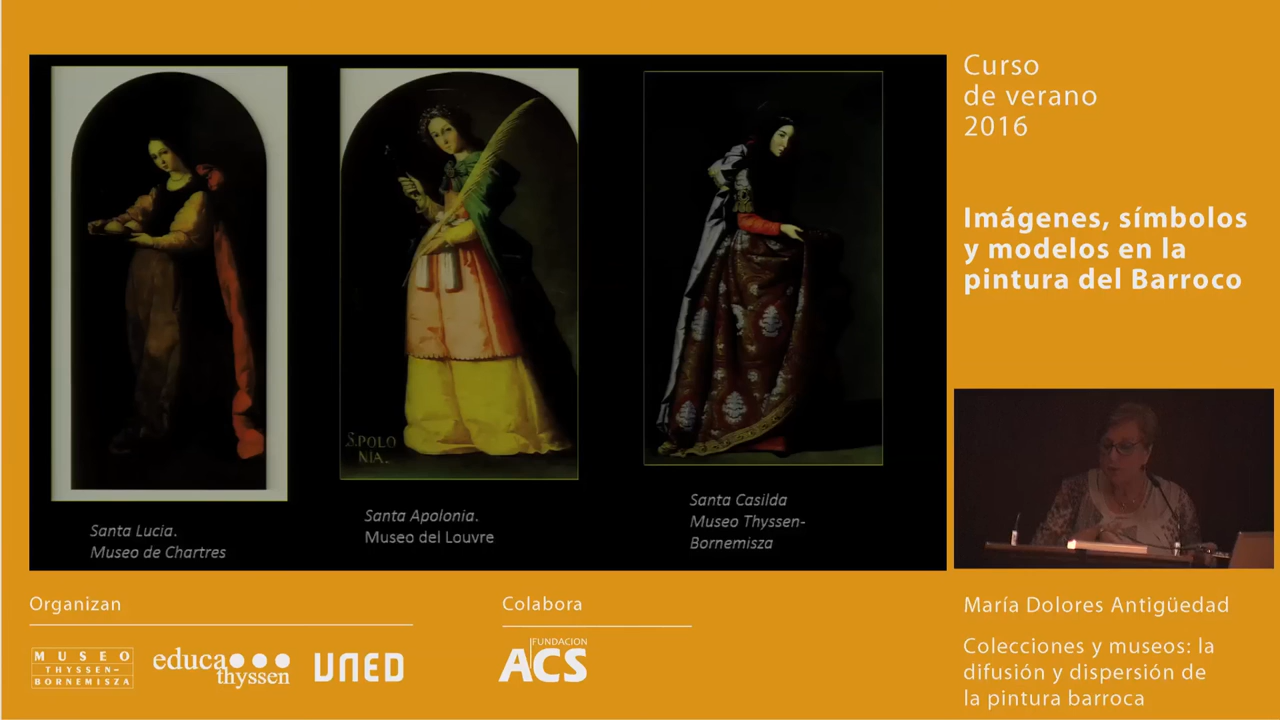 Curso
de verano
2016
Imágenes, símbolos
y modelos en la
pintura del Barroco
S.POLO
NIA.
Santa Lucia.
Museo de Chartres
Santa Apolonia.
Museo del Louvre
Santa Casilda
Museo Thyssen-
Bornemisza
Organizan
MUSEO
THYSSEN-
BORNEMISZA
educa
thyssen
UNED
Colabora
FUNDACION
ACS
María Dolores Antigüedad
Colecciones y museos: la
difusión y dispersión de
la pintura barroca